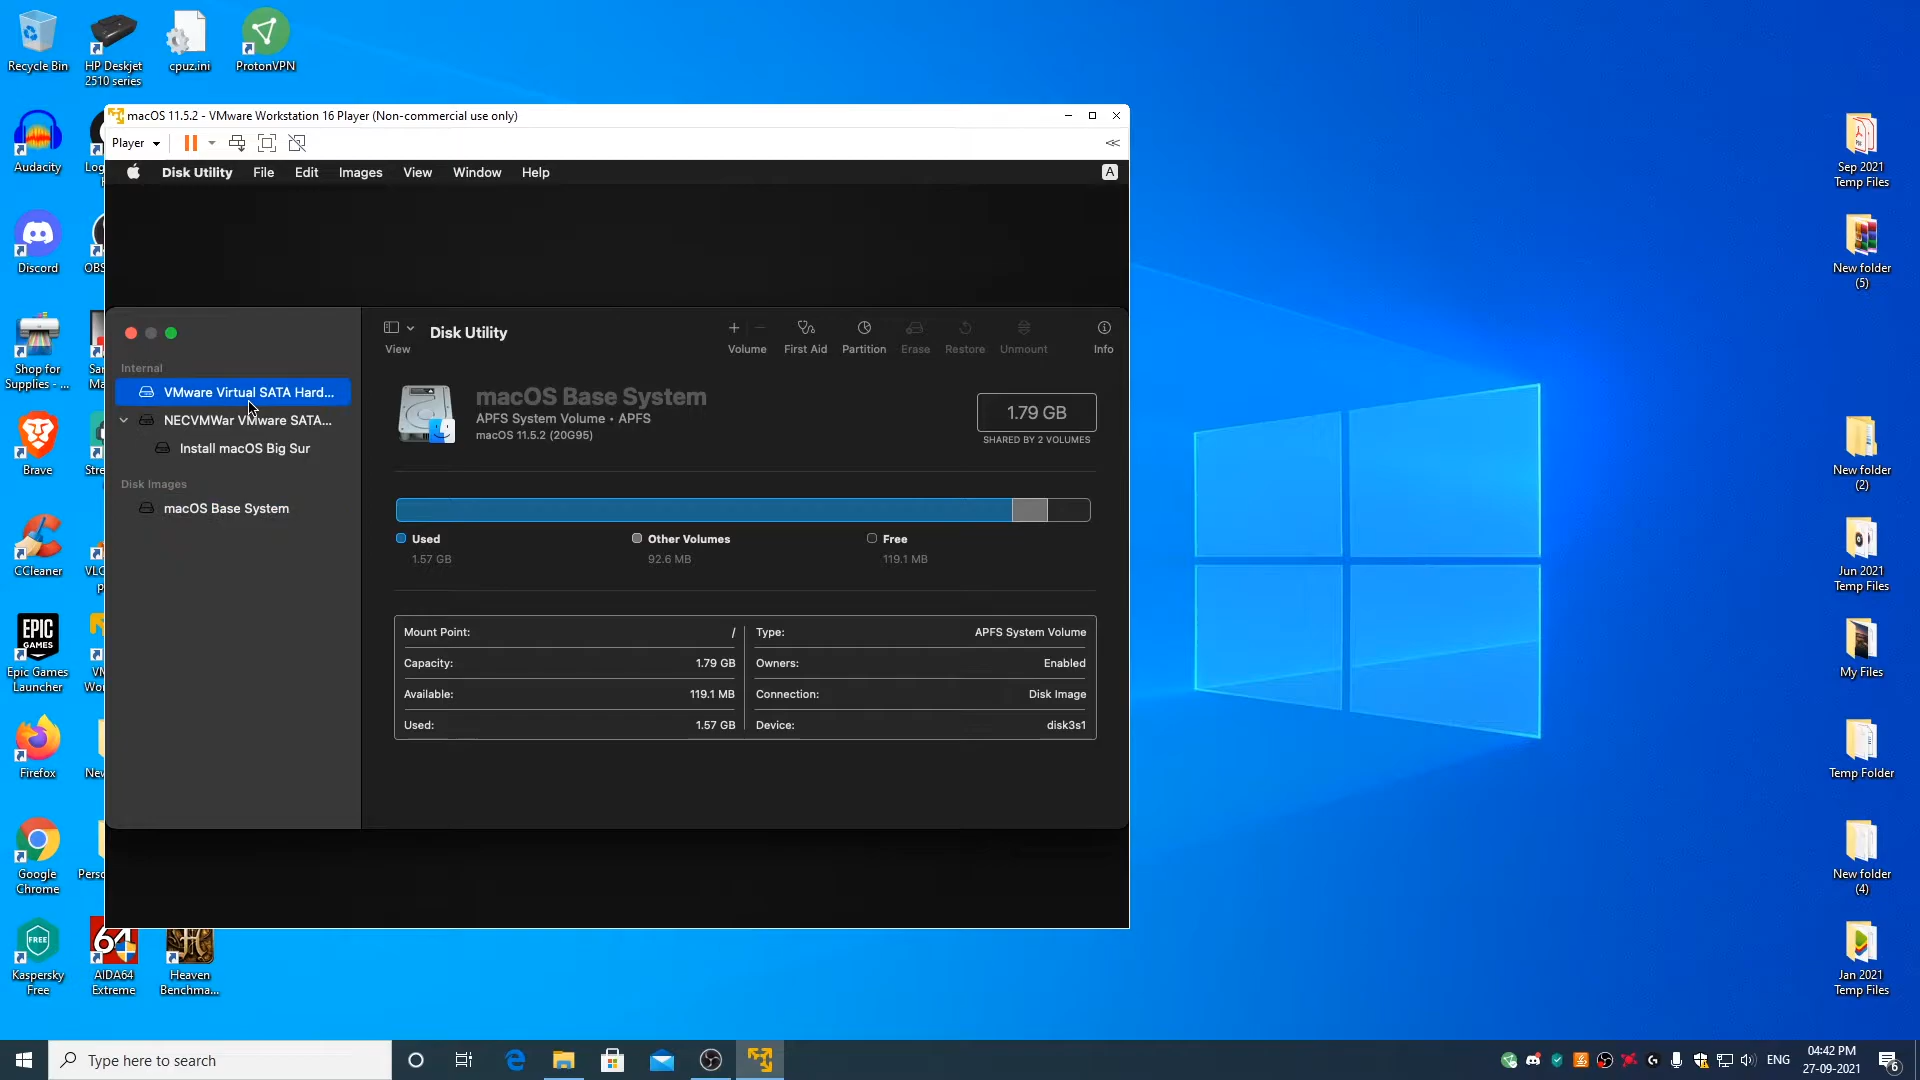 Recycle Bin
HP Deskjet
2510 series
cpuz.ini
ProtonVPN
Audacity
Discord
Shop for
Supplies - ...
Brave
CCleaner
EPIC
GAMES
Epic Games
Launcher
Firefox
Google
Chrome
FREE
Kaspersky
Free
64
AIDA64
Extreme
Heaven
Benchma...
macOS 11.5.2 - VMware Workstation 16 Player (Non-commercial use only)
Player
Disk Utility File Edit Images View Window Help
A
Internal
VMware Virtual SATA Hard...
NECVMWar VMware SATA...
Install macOS Big Sur
Disk Images
macOS Base System
View
Disk Utility
Volume First Aid Partition Erase Restore Unmount Info
macOS Base System
APFS System Volume • APFS
macOS 11.5.2 (20G95)
1.79 GB
SHARED BY 2 VOLUMES
Used
1.57 GB
Other Volumes
92.6 MB
Free
119.1 MB
Mount Point: /
Capacity: 1.79 GB
Available: 119.1 MB
Used: 1.57 GB
Type: APFS System Volume
Owners: Enabled
Connection: Disk Image
Device: disk3s1
Sep 2021
Temp Files
New folder
(5)
New folder
(2)
Jun 2021
Temp Files
My Files
Temp Folder
New folder
(4)
Jan 2021
Temp Files
Type here to search
ENG
04:42 PM
27-09-2021
6